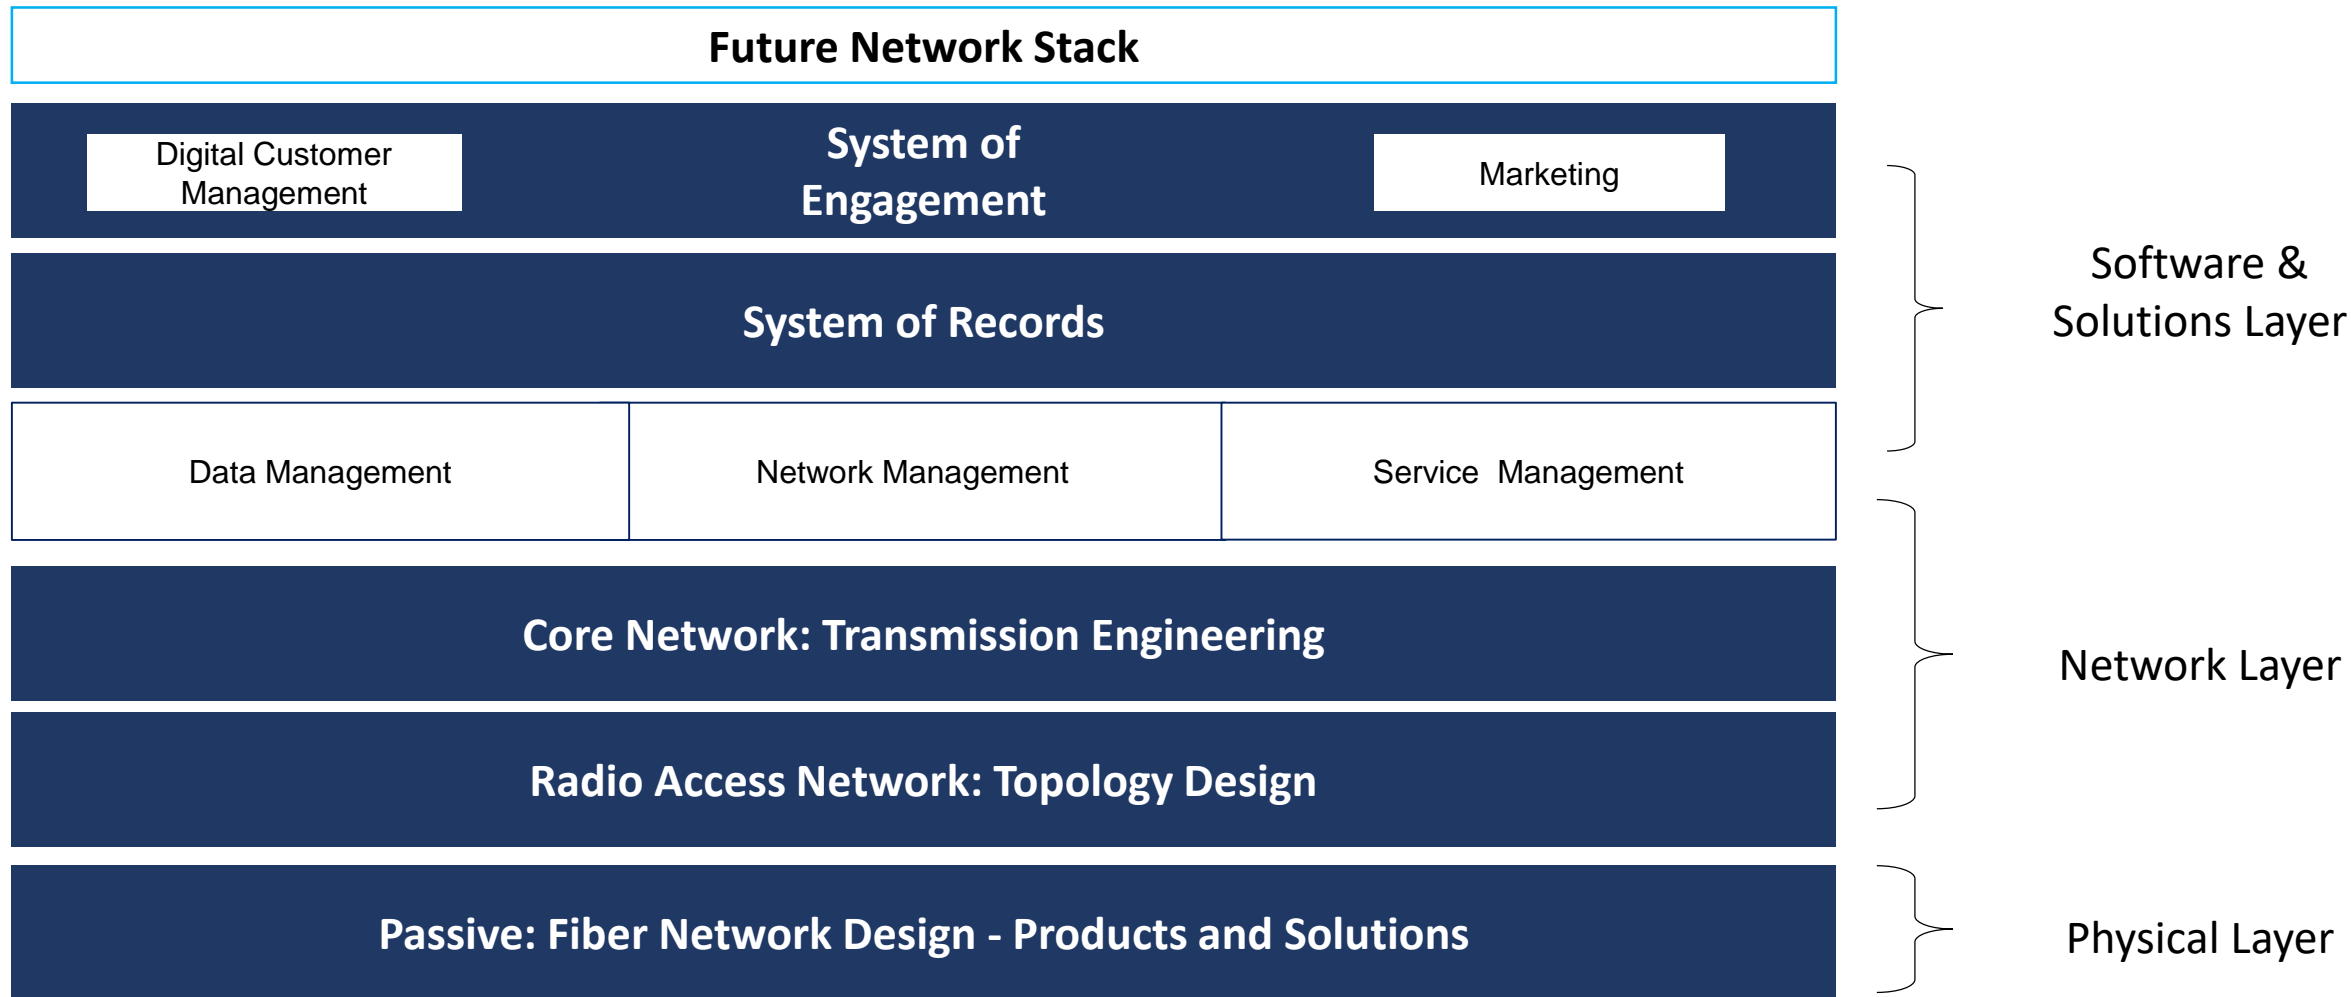 Future Network Stack
Digital Customer
Management
System of
Engagement
Marketing
System of Records
Software &
Solutions Layer
Data Management
Network Management
Service  Management
Core Network: Transmission Engineering
Network Layer
Radio Access Network: Topology Design
Passive: Fiber Network Design - Products and Solutions
Physical Layer